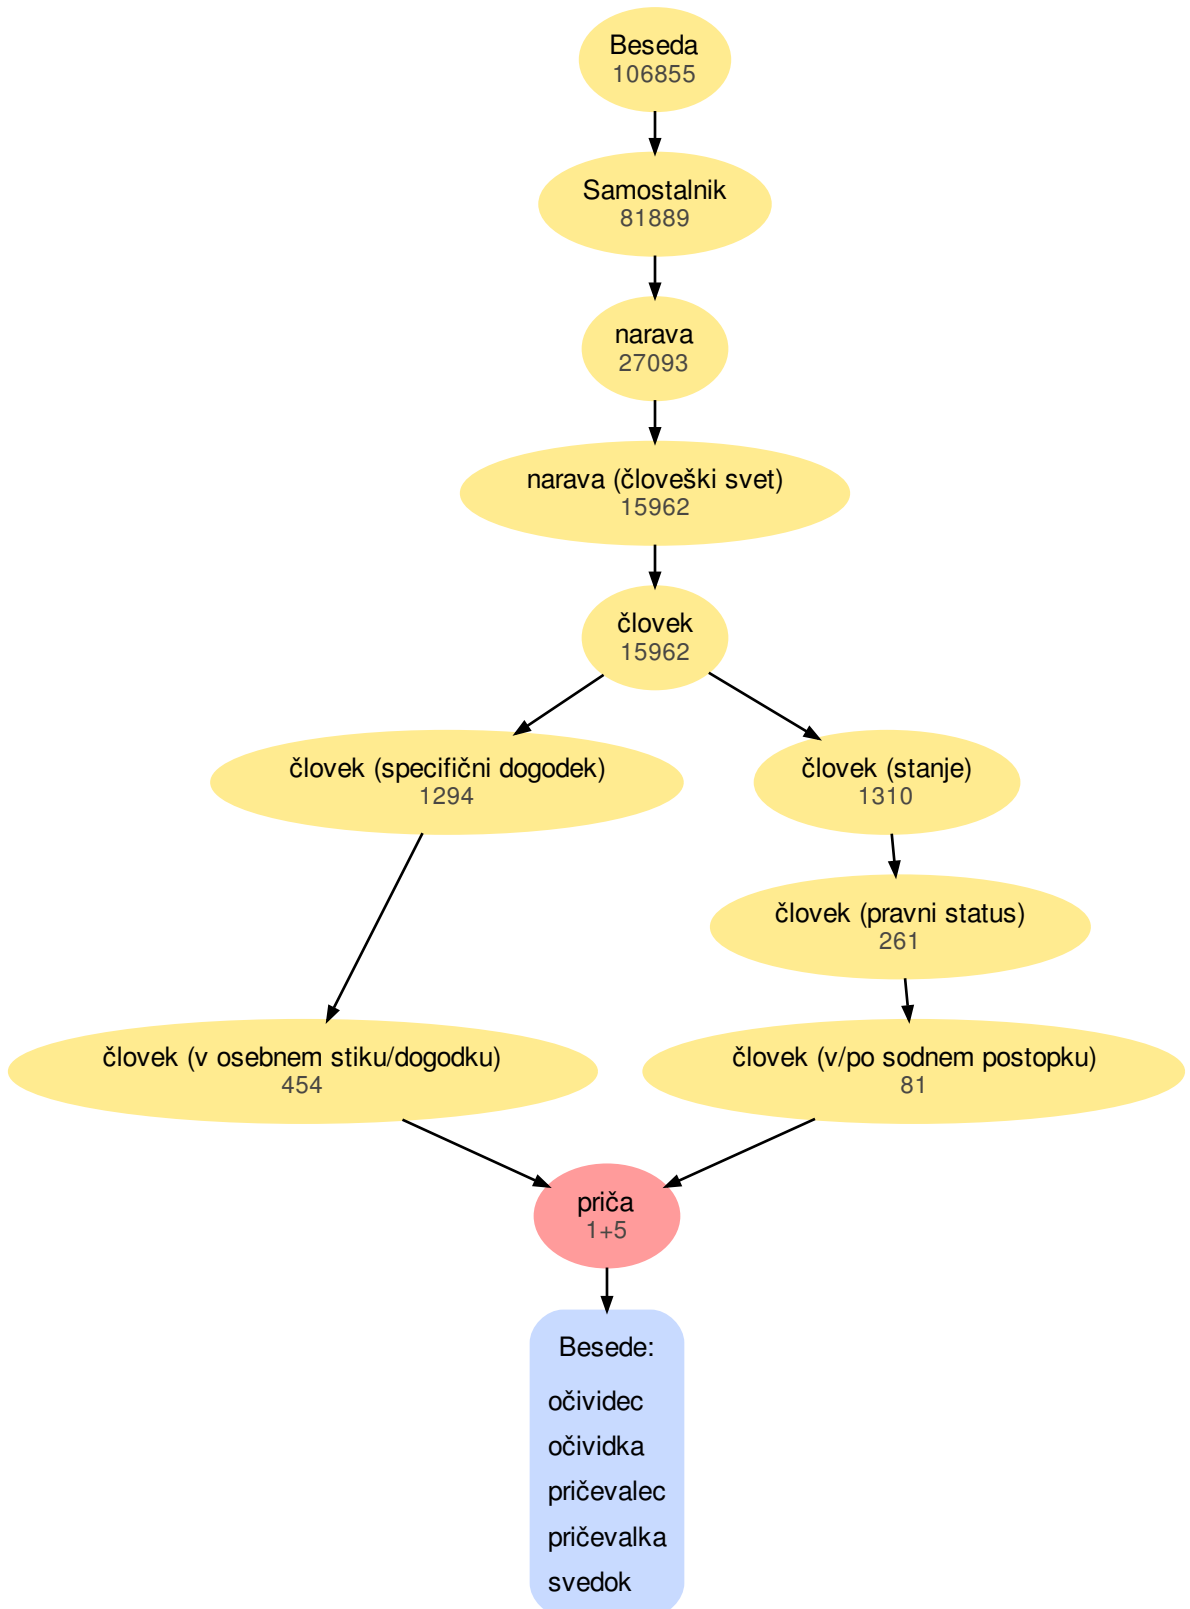 Beseda
106855
Samostalnik
81889
narava
27093
narava (človeški svet)
15962
človek
15962
človek (specifični dogodek)
1294
človek (stanje)
1310
človek (pravni status)
261
človek (v osebnem stiku/dogodku)
454
človek (v/po sodnem postopku)
81
priča
1+5
Besede:
očividec
očividka
pričevalec
pričevalka
svedok